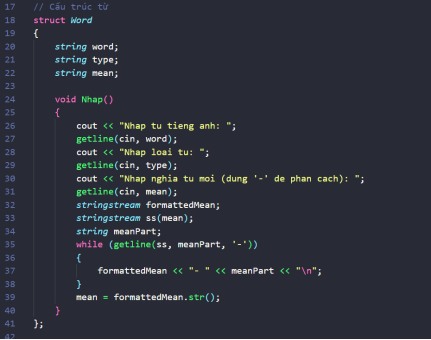 17 // Cấu trúc từ
18 struct Word
19 {
20     string word;
21     string type;
22     string mean;
23
24     void Nhap()
25     {
26         cout << "Nhap tu tieng anh: ";
27         getline(cin, word);
28         cout << "Nhap loai tu: ";
29         getline(cin, type);
30         cout << "Nhap nghia tu moi (dung '-' de phan cach): ";
31         getline(cin, mean);
32         stringstream formattedMean;
33         stringstream ss(mean);
34         string meanPart;
35         while (getline(ss, meanPart, '-'))
36         {
37             formattedMean << "- " << meanPart << "\n";
38         }
39         mean = formattedMean.str();
40     }
41 };
42